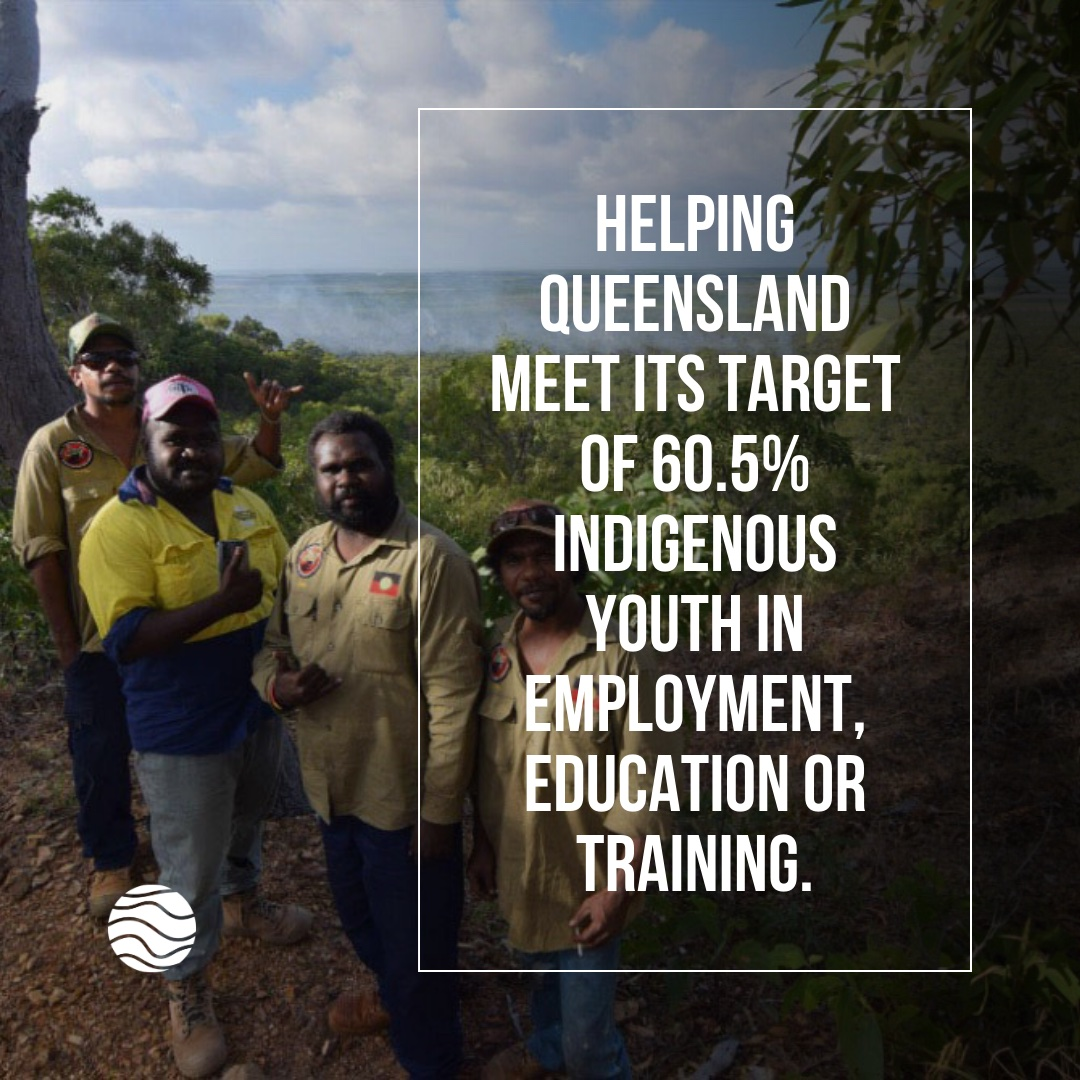 HELPING
QUEENSLAND
MEET ITS TARGET
OF 60.5%
INDIGENOUS
YOUTH IN
EMPLOYMENT,
EDUCATION OR
TRAINING.